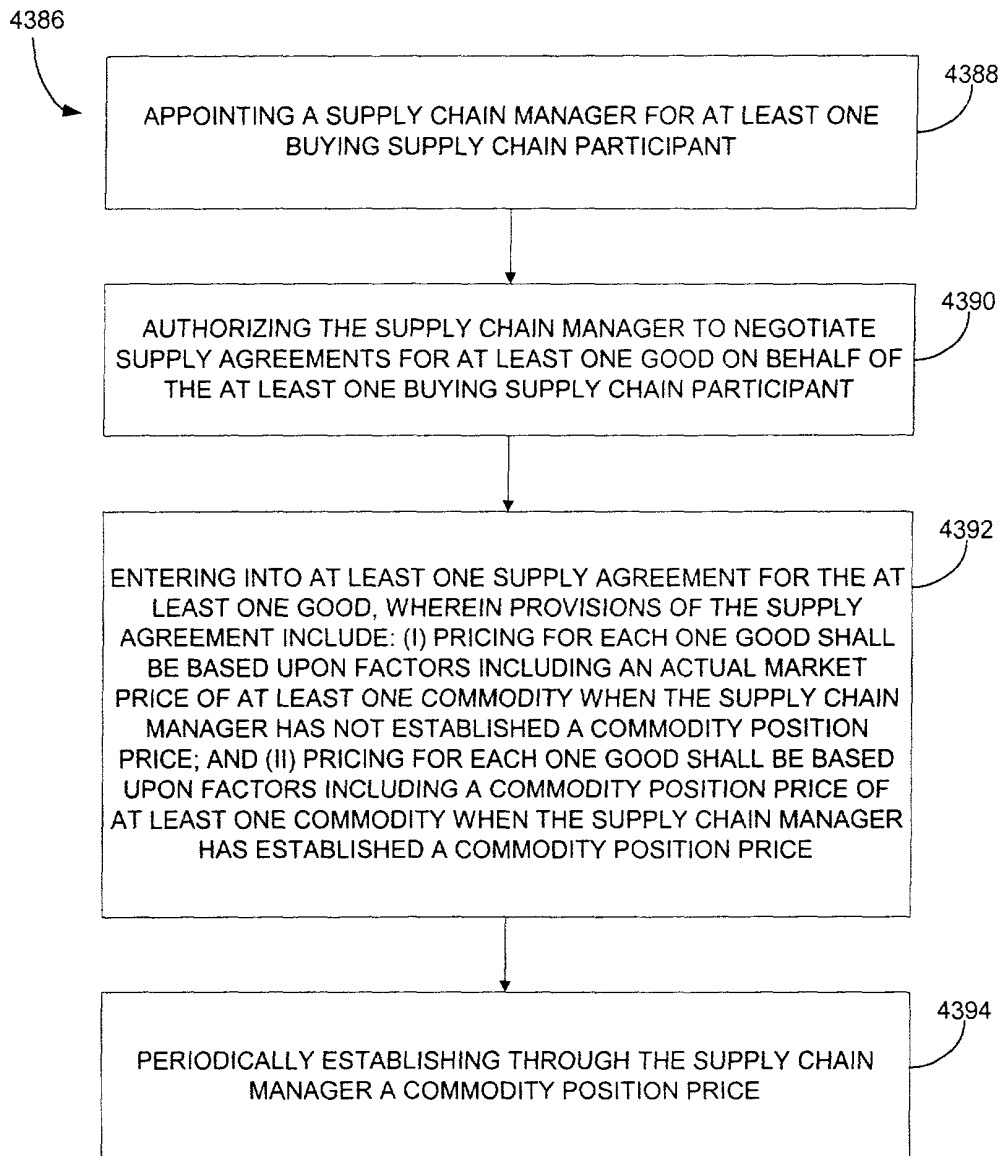 4386
4388
APPOINTING A SUPPLY CHAIN MANAGER FOR AT LEAST ONE
BUYING SUPPLY CHAIN PARTICIPANT
4390
AUTHORIZING THE SUPPLY CHAIN MANAGER TO NEGOTIATE
SUPPLY AGREEMENTS FOR AT LEAST ONE GOOD ON BEHALF OF
THE AT LEAST ONE BUYING SUPPLY CHAIN PARTICIPANT
4392
ENTERING INTO AT LEAST ONE SUPPLY AGREEMENT FOR THE AT
LEAST ONE GOOD, WHEREIN PROVISIONS OF THE SUPPLY
AGREEMENT INCLUDE: (I) PRICING FOR EACH ONE GOOD SHALL
BE BASED UPON FACTORS INCLUDING AN ACTUAL MARKET
PRICE OF AT LEAST ONE COMMODITY WHEN THE SUPPLY CHAIN
MANAGER HAS NOT ESTABLISHED A COMMODITY POSITION
PRICE; AND (II) PRICING FOR EACH ONE GOOD SHALL BE BASED
UPON FACTORS INCLUDING A COMMODITY POSITION PRICE OF
AT LEAST ONE COMMODITY WHEN THE SUPPLY CHAIN MANAGER
HAS ESTABLISHED A COMMODITY POSITION PRICE
4394
PERIODICALLY ESTABLISHING THROUGH THE SUPPLY CHAIN
MANAGER A COMMODITY POSITION PRICE